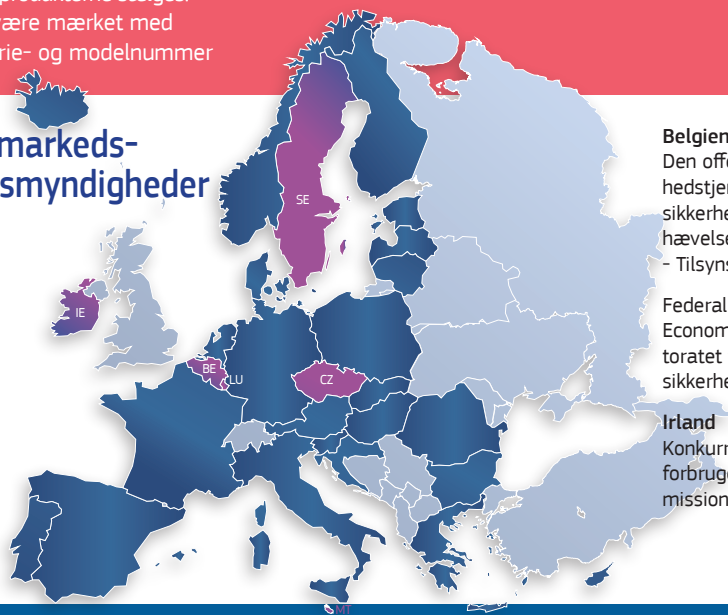 være mærket med
rie- og modelnummer
markeds-
smyndigheder
SE
IE
BE
LU
CZ
MT
Belgien
Den offe
hedstjen
sikkerhe
hævelse
- Tilsyns
Federal
Econom
toratet
sikkerhe
Irland
Konkurr
forbruge
mission